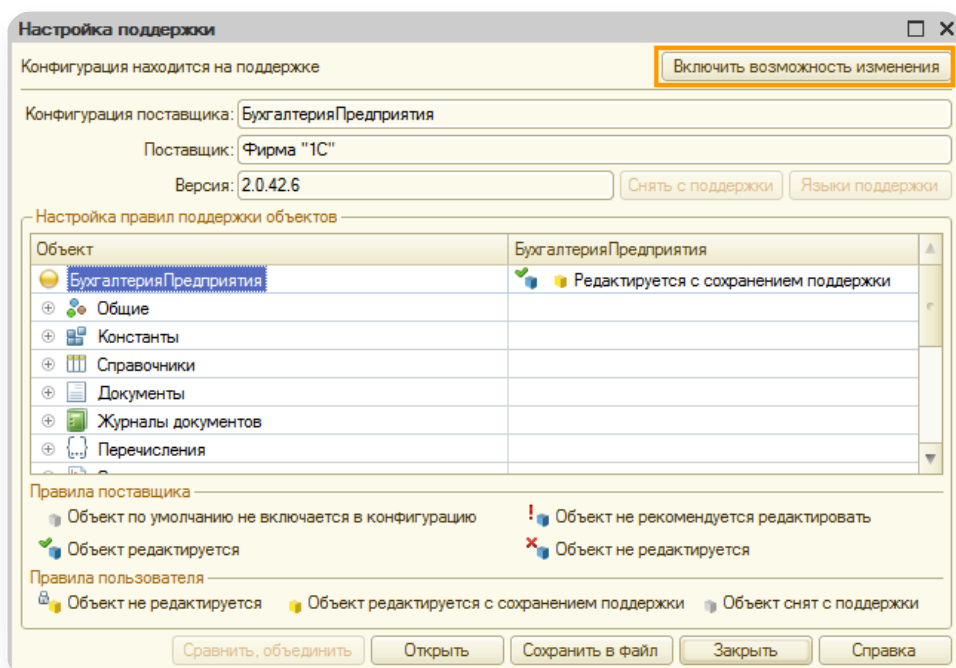 Настройка поддержки
Конфигурация находится на поддержке
Включить возможность изменения
Конфигурация поставщика: БухгалтерияПредприятия
Поставщик: Фирма "1С"
Версия: 2.0.42.6
Снять с поддержки
Языки поддержки
Настройка правил поддержки объектов
Объект
БухгалтерияПредприятия
БухгалтерияПредприятия
Редактируется с сохранением поддержки
Общие
Константы
Справочники
Документы
Журналы документов
Перечисления
Правила поставщика
Объект по умолчанию не включается в конфигурацию
Объект не рекомендуется редактировать
Объект редактируется
Объект не редактируется
Правила пользователя
Объект не редактируется
Объект редактируется с сохранением поддержки
Объект снят с поддержки
Сравнить, объединить
Открыть
Сохранить в файл
Закрыть
Справка